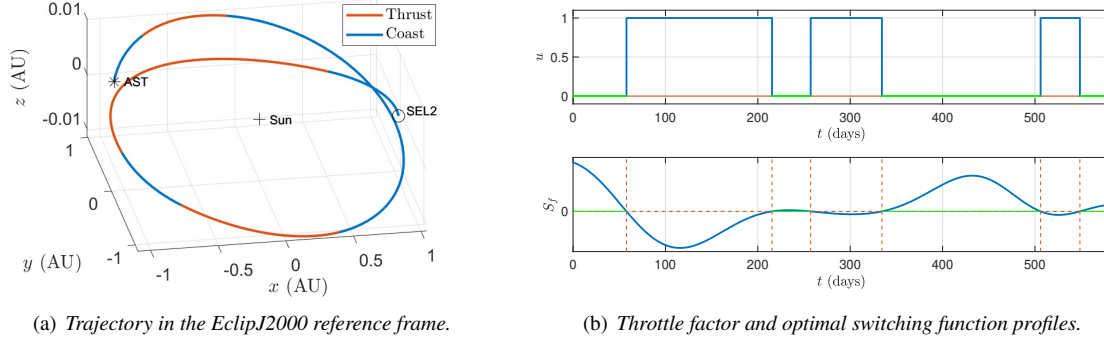 0.01
0
-0.01
z (AU)
1
0
-1
y (AU)
-1
-0.5
0
0.5
1
x (AU)
Thrust
Coast
AST
Sun
SEL2
(a) Trajectory in the EclipJ2000 reference frame.
1
0.5
0
u
0
100
200
300
400
500
t (days)
0
S_f
0
100
200
300
400
500
t (days)
(b) Throttle factor and optimal switching function profiles.